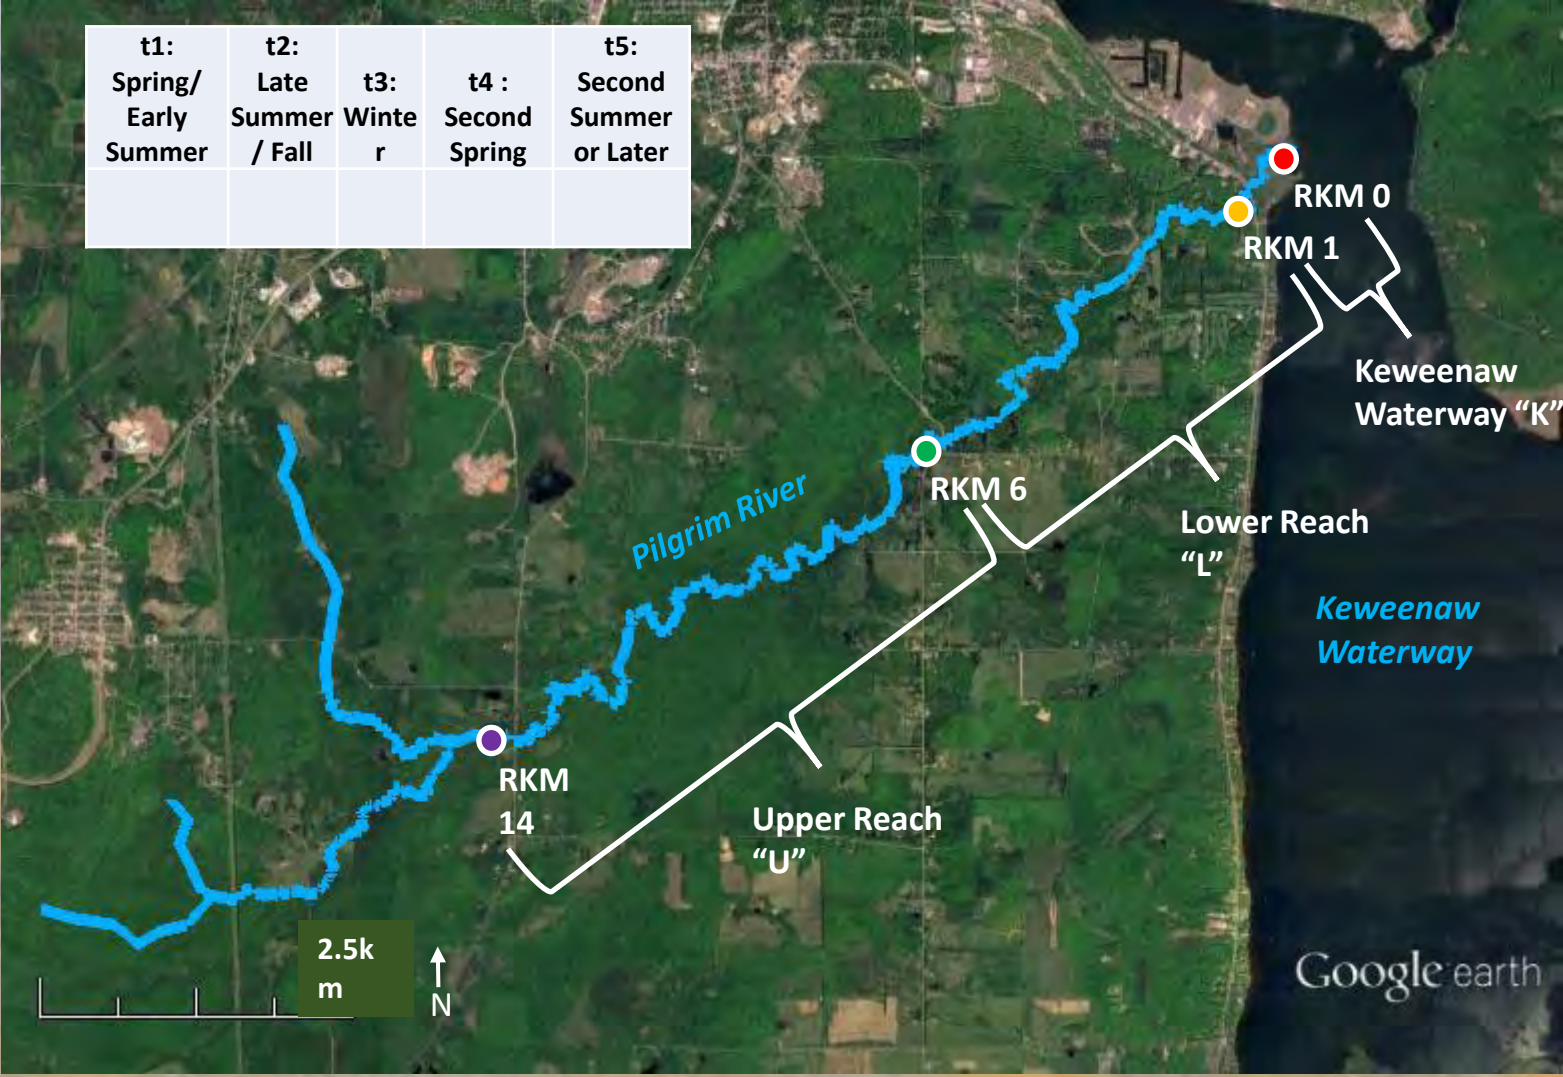 t1:
Spring/
Early
Summer
t2:
Late
Summer
/ Fall
t3:
Winte
r
t4 :
Second
Spring
t5:
Second
Summer
or Later
RKM 0
RKM 1
Keweenaw
Waterway “K”
RKM 6
Pilgrim River
Lower Reach
“L”
Keweenaw
Waterway
RKM
14
Upper Reach
“U”
2.5k
m
N
Google earth